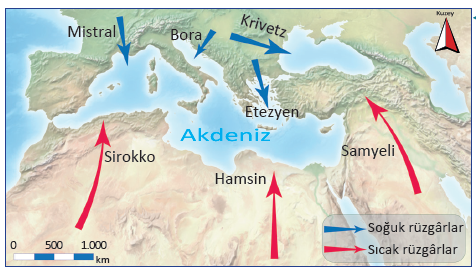 Kuzey
Mistral
Bora
Krivetz
Etezyen
Akdeniz
Sirokko
Hamsin
Samyeli
Soğuk rüzgârlar
Sıcak rüzgârlar
0 500 1.000
km